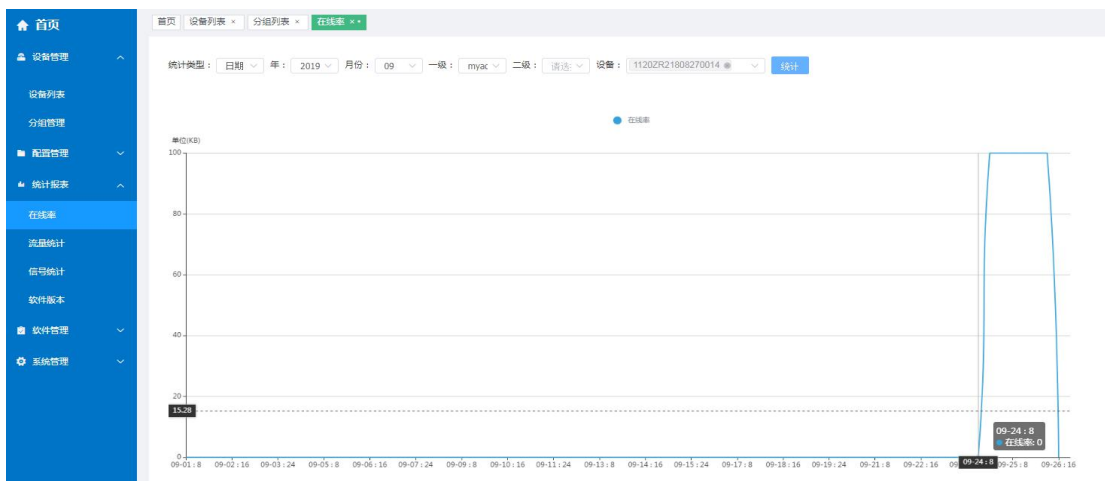 首页
设备管理
设备列表
分组管理
配置管理
统计报表
在线率
流量统计
信号统计
软件版本
软件管理
系统管理
首页 设备列表 × 分组列表 × 在线率 ×
统计类型： 日期 年： 2019 月份： 09 一级： myac 二级： 请选 设备： 1120ZR21808270014 统计
在线率
单位(KB)
100
80
60
40
20
15.28
0
09-24 : 8
在线率: 0
09-01 : 8 09-02 : 16 09-03 : 24 09-05 : 8 09-06 : 16 09-07 : 24 09-09 : 8 09-10 : 16 09-11 : 24 09-13 : 8 09-14 : 16 09-15 : 24 09-17 : 8 09-18 : 16 09-19 : 24 09-21 : 8 09-22 : 16 09-24 : 8 09-25 : 8 09-26 : 16